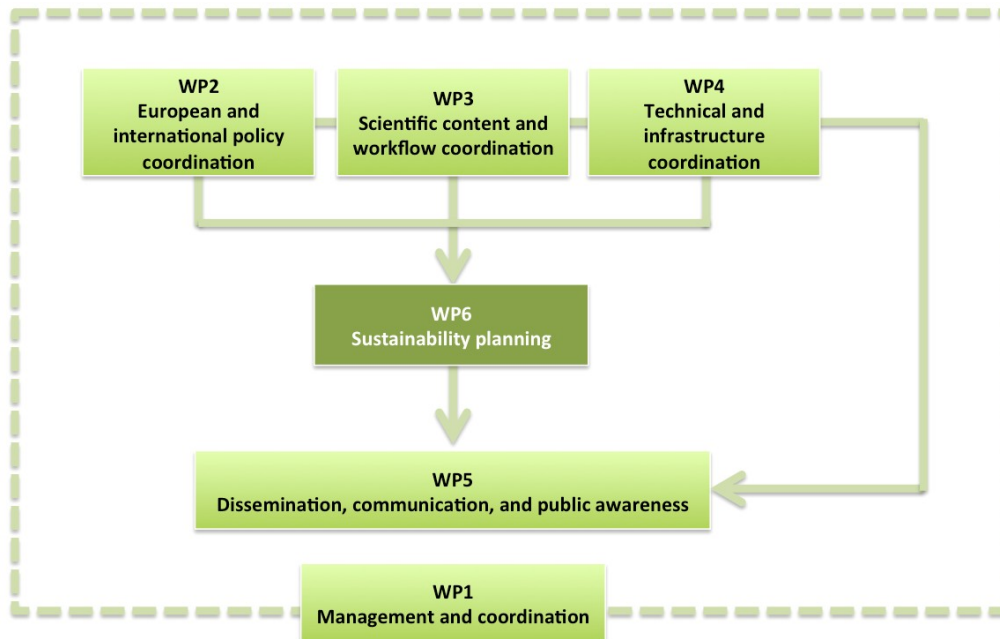 WP2
European and
international policy
coordination
WP3
Scientific content and
workflow coordination
WP4
Technical and
infrastructure
coordination
WP6
Sustainability planning
WP5
Dissemination, communication, and public awareness
WP1
Management and coordination